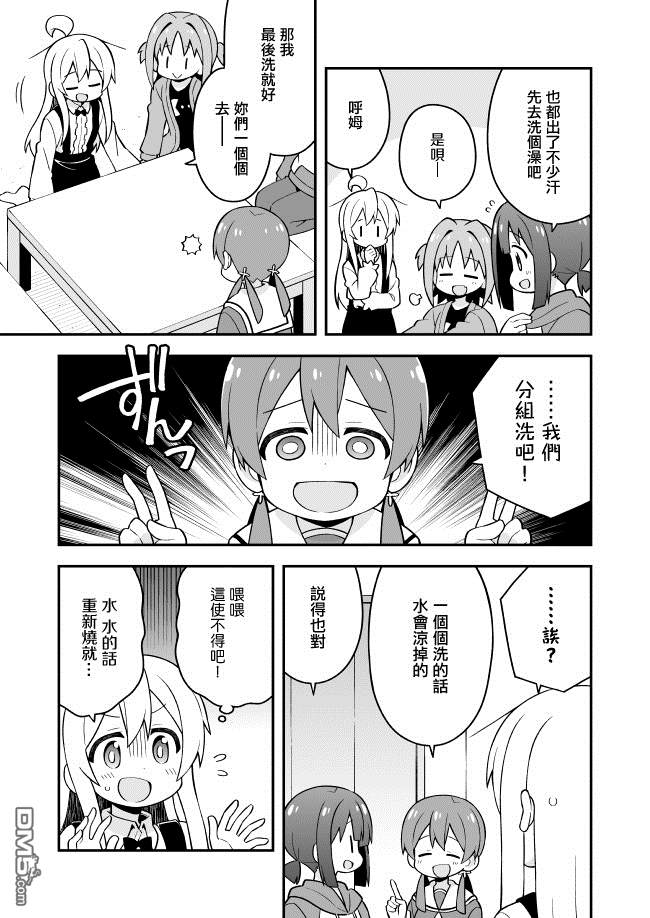 也都出了不少汗
先去洗個澡吧
是唄—
呼姆
那我
最後洗就好
妳們一個個
去——
……我們
分組洗吧！
ずんっ
……誒？
一個個洗的話
水會涼掉的
説得也對
喂喂
這使不得吧！
水 水的話
重新燒就…
DM5.com